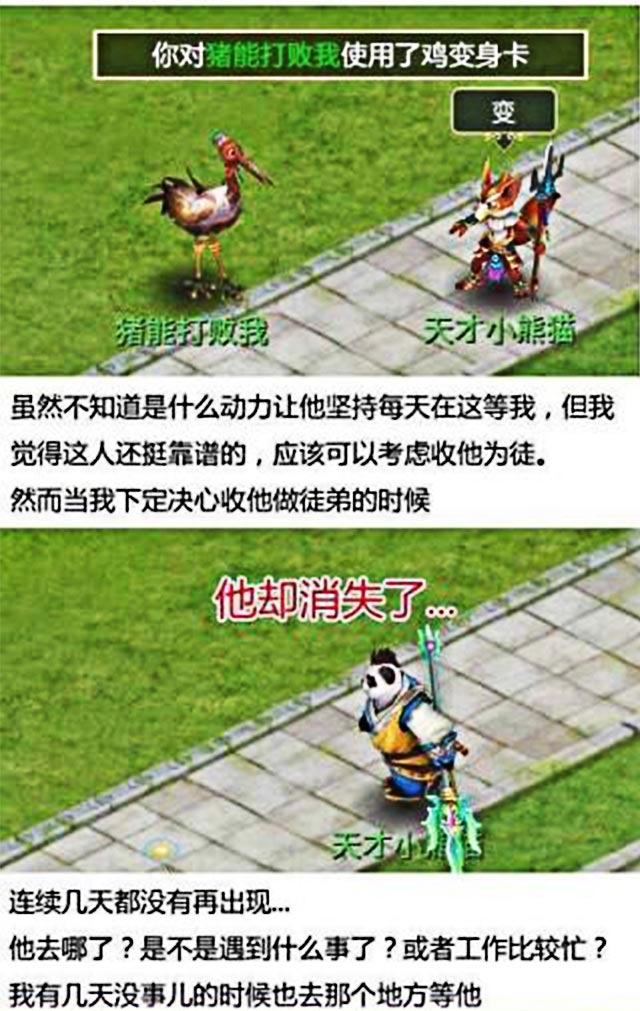 你对猪能打败我使用了鸡变身卡
变
猪能打败我
天才小熊猫
虽然不知道是什么动力让他坚持每天在这等我，但我
觉得这人还挺靠谱的，应该可以考虑收他为徒。
然而当我下定决心收他做徒弟的时候
他却消失了...
天才小熊猫
连续几天都没有再出现...
他去哪了？是不是遇到什么事了？或者工作比较忙？
我有几天没事儿的时候也去那个地方等他